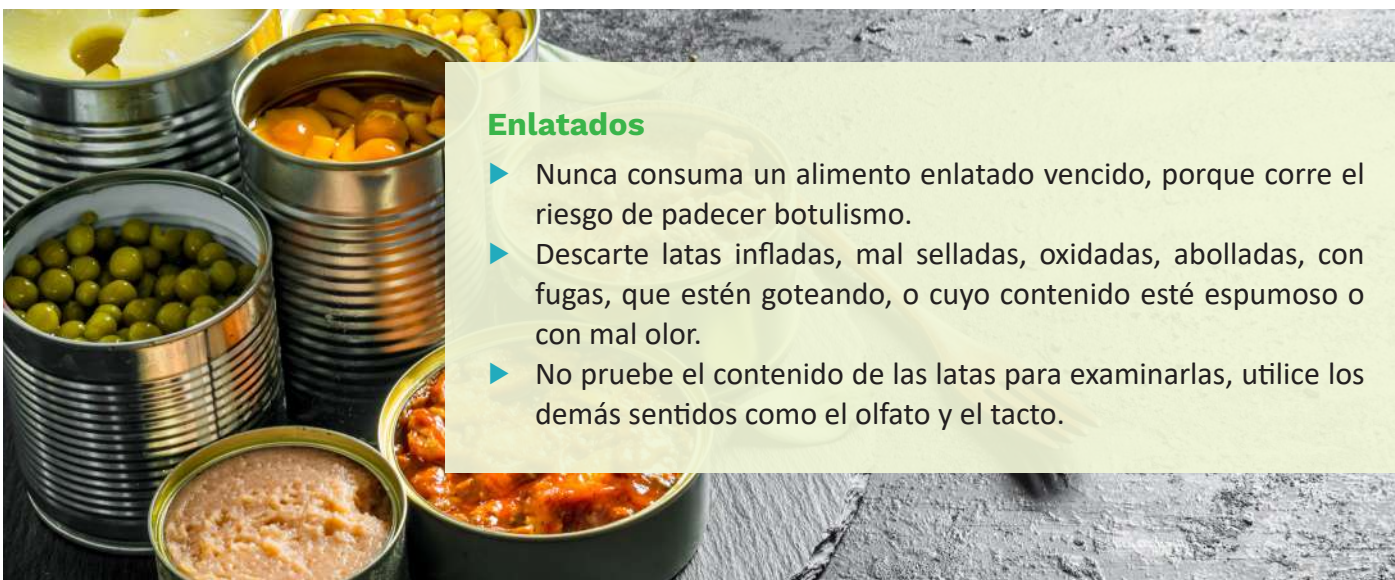 Enlatados
▶ Nunca consuma un alimento enlatado vencido, porque corre el
riesgo de padecer botulismo.
▶ Descarte latas infladas, mal selladas, oxidadas, abolladas, con
fugas, que estén goteando, o cuyo contenido esté espumoso o
con mal olor.
▶ No pruebe el contenido de las latas para examinarlas, utilice los
demás sentidos como el olfato y el tacto.